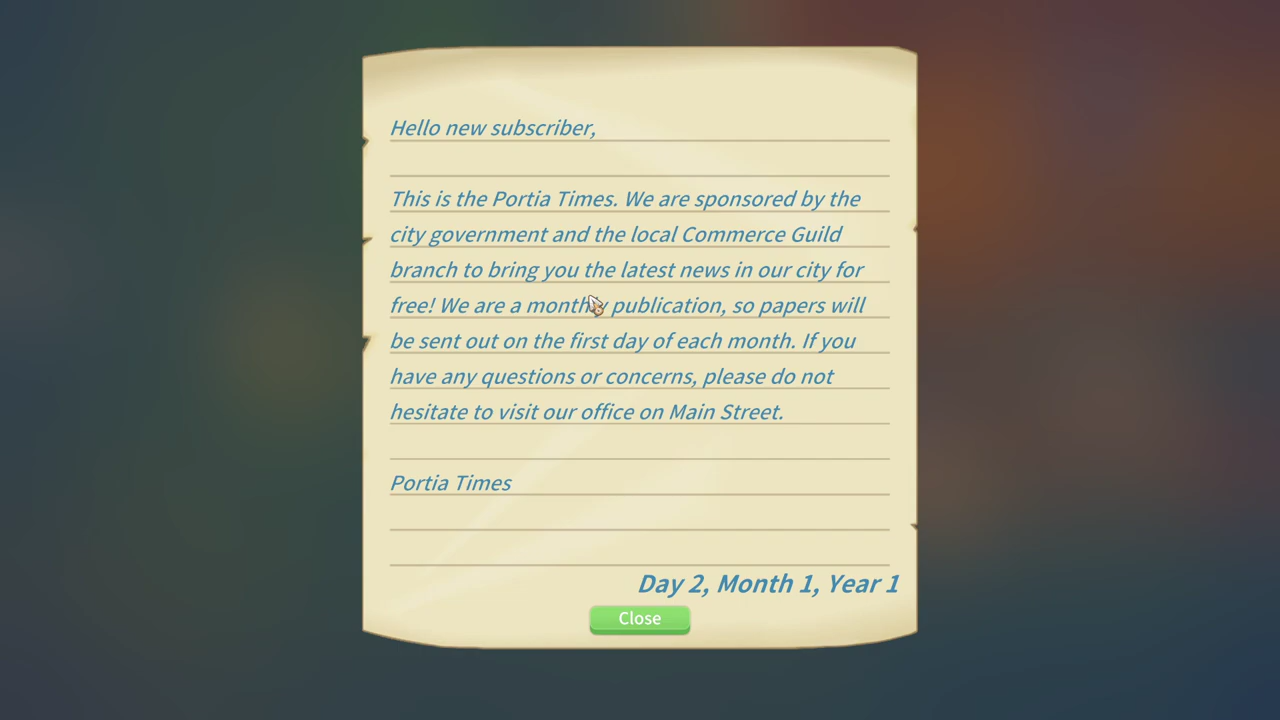 Hello new subscriber,
This is the Portia Times. We are sponsored by the
city government and the local Commerce Guild
branch to bring you the latest news in our city for
free! We are a monthly publication, so papers will
be sent out on the first day of each month. If you
have any questions or concerns, please do not
hesitate to visit our office on Main Street.
Portia Times
Day 2, Month 1, Year 1
Close